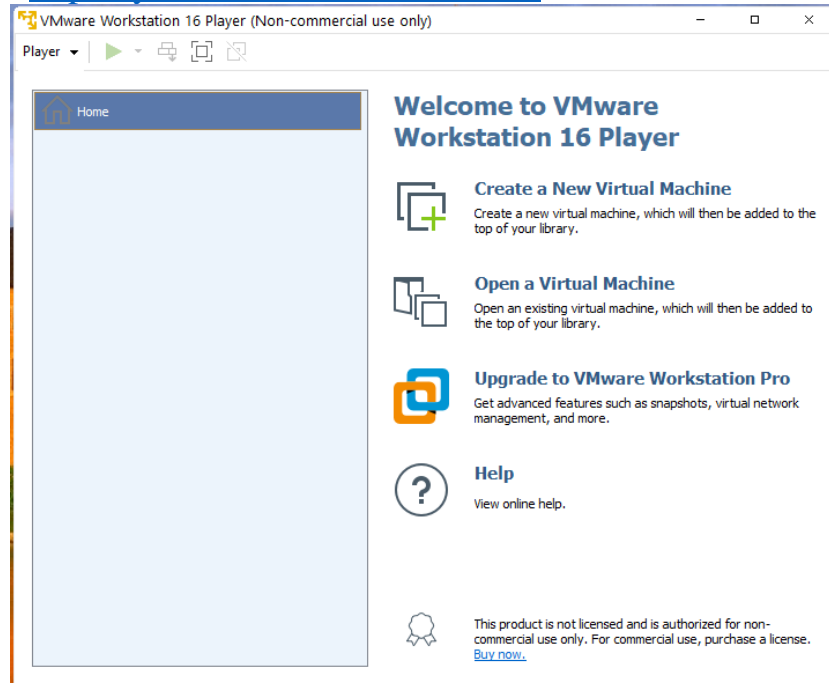 VMware Workstation 16 Player (Non-commercial use only)
Player
Home
Welcome to VMware
Workstation 16 Player
Create a New Virtual Machine
Create a new virtual machine, which will then be added to the
top of your library.
Open a Virtual Machine
Open an existing virtual machine, which will then be added to
the top of your library.
Upgrade to VMware Workstation Pro
Get advanced features such as snapshots, virtual network
management, and more.
Help
View online help.
This product is not licensed and is authorized for non-
commercial use only. For commercial use, purchase a license.
Buy now.